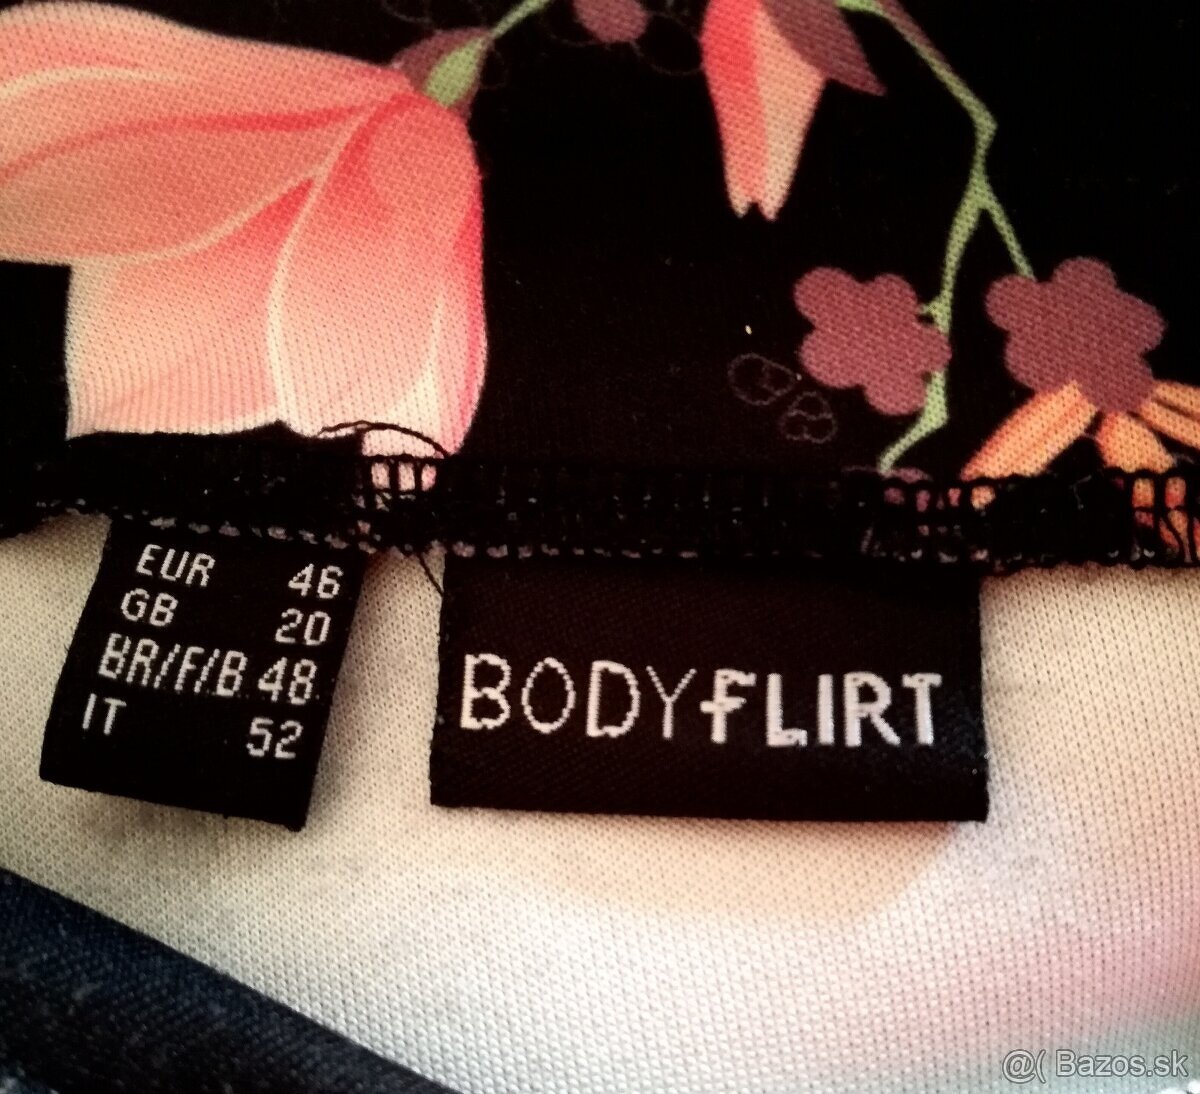 EUR 46
GB 20
BR/F/B 48
IT 52
BODYFLIRT
@( Bazos.sk